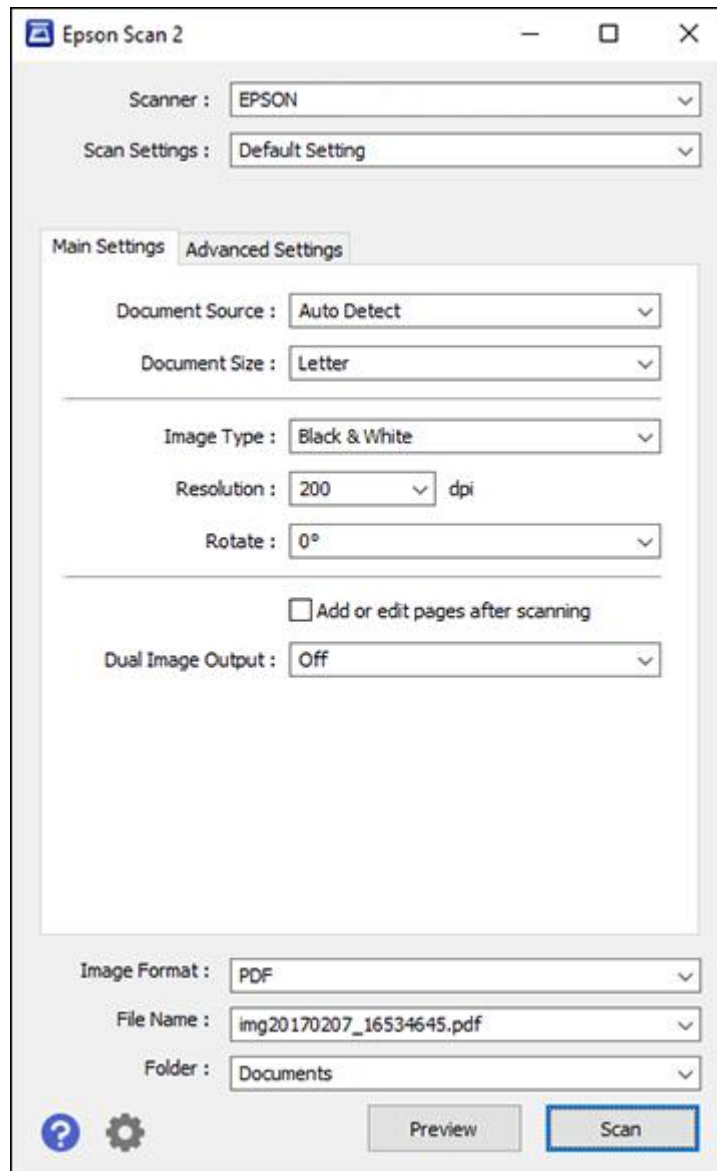 Epson Scan 2
Scanner : EPSON
Scan Settings : Default Setting
Main Settings Advanced Settings
Document Source : Auto Detect
Document Size : Letter
Image Type : Black & White
Resolution : 200 dpi
Rotate : 0°
Add or edit pages after scanning
Dual Image Output : Off
Image Format : PDF
File Name : img20170207_16534645.pdf
Folder : Documents
? Preview Scan